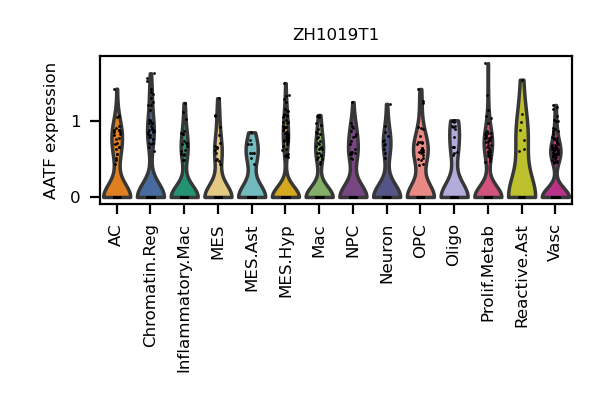 ZH1019T1
AATF expression
1
0
AC
Chromatin.Reg
Inflammatory.Mac
MES
MES.Ast
MES.Hyp
Mac
NPC
Neuron
OPC
Oligo
Prolif.Metab
Reactive.Ast
Vasc